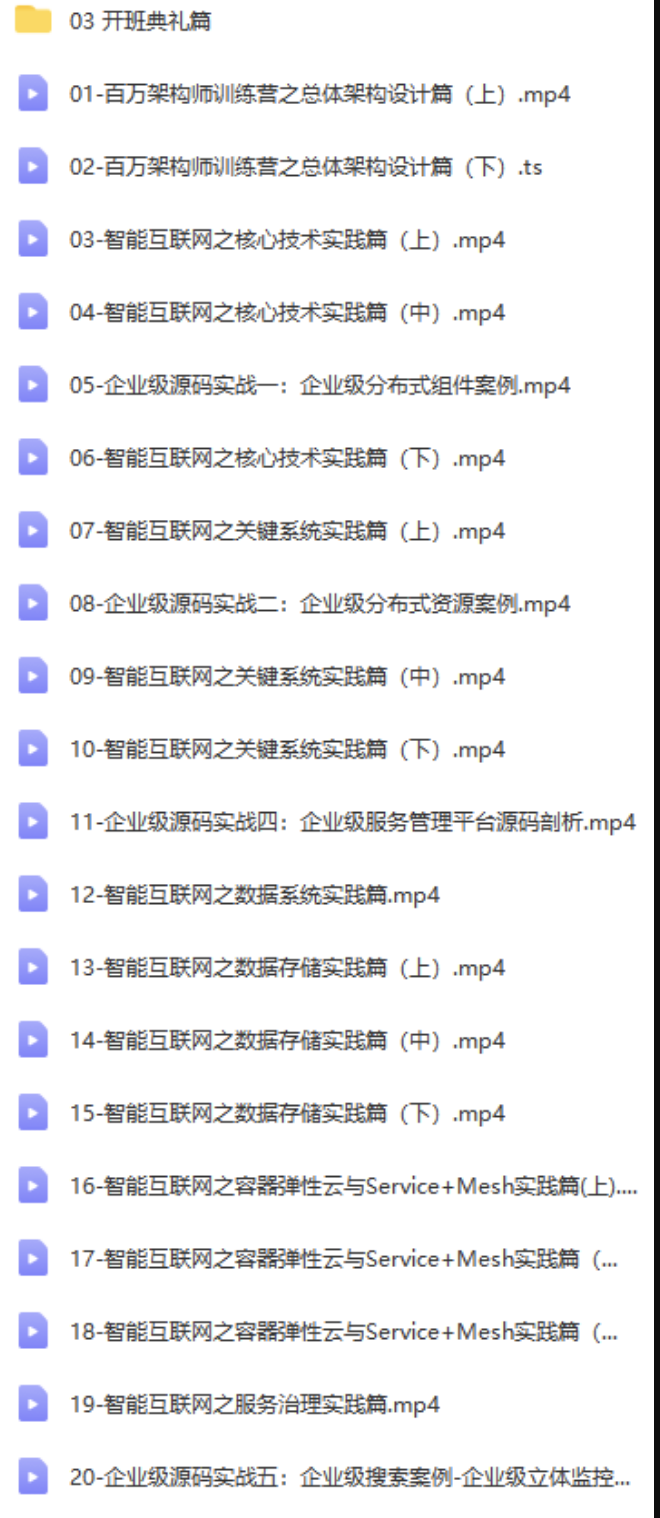 03 开班典礼篇
01-百万架构师训练营之总体架构设计篇（上）.mp4
02-百万架构师训练营之总体架构设计篇（下）.ts
03-智能互联网之核心技术实践篇（上）.mp4
04-智能互联网之核心技术实践篇（中）.mp4
05-企业级源码实战一：企业级分布式组件案例.mp4
06-智能互联网之核心技术实践篇（下）.mp4
07-智能互联网之关键系统实践篇（上）.mp4
08-企业级源码实战二：企业级分布式资源案例.mp4
09-智能互联网之关键系统实践篇（中）.mp4
10-智能互联网之关键系统实践篇（下）.mp4
11-企业级源码实战四：企业级服务管理平台源码剖析.mp4
12-智能互联网之数据系统实践篇.mp4
13-智能互联网之数据存储实践篇（上）.mp4
14-智能互联网之数据存储实践篇（中）.mp4
15-智能互联网之数据存储实践篇（下）.mp4
16-智能互联网之容器弹性云与Service+Mesh实践篇(上)....
17-智能互联网之容器弹性云与Service+Mesh实践篇（...
18-智能互联网之容器弹性云与Service+Mesh实践篇（...
19-智能互联网之服务治理实践篇.mp4
20-企业级源码实战五：企业级搜索案例-企业级立体监控...